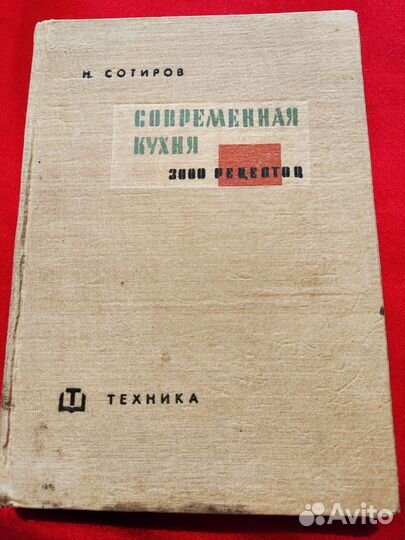 Н. СОТИРОВ
СОВРЕМЕННАЯ
КУХНЯ
3000 РЕЦЕПТОВ
Т ТЕХНИКА
Avito